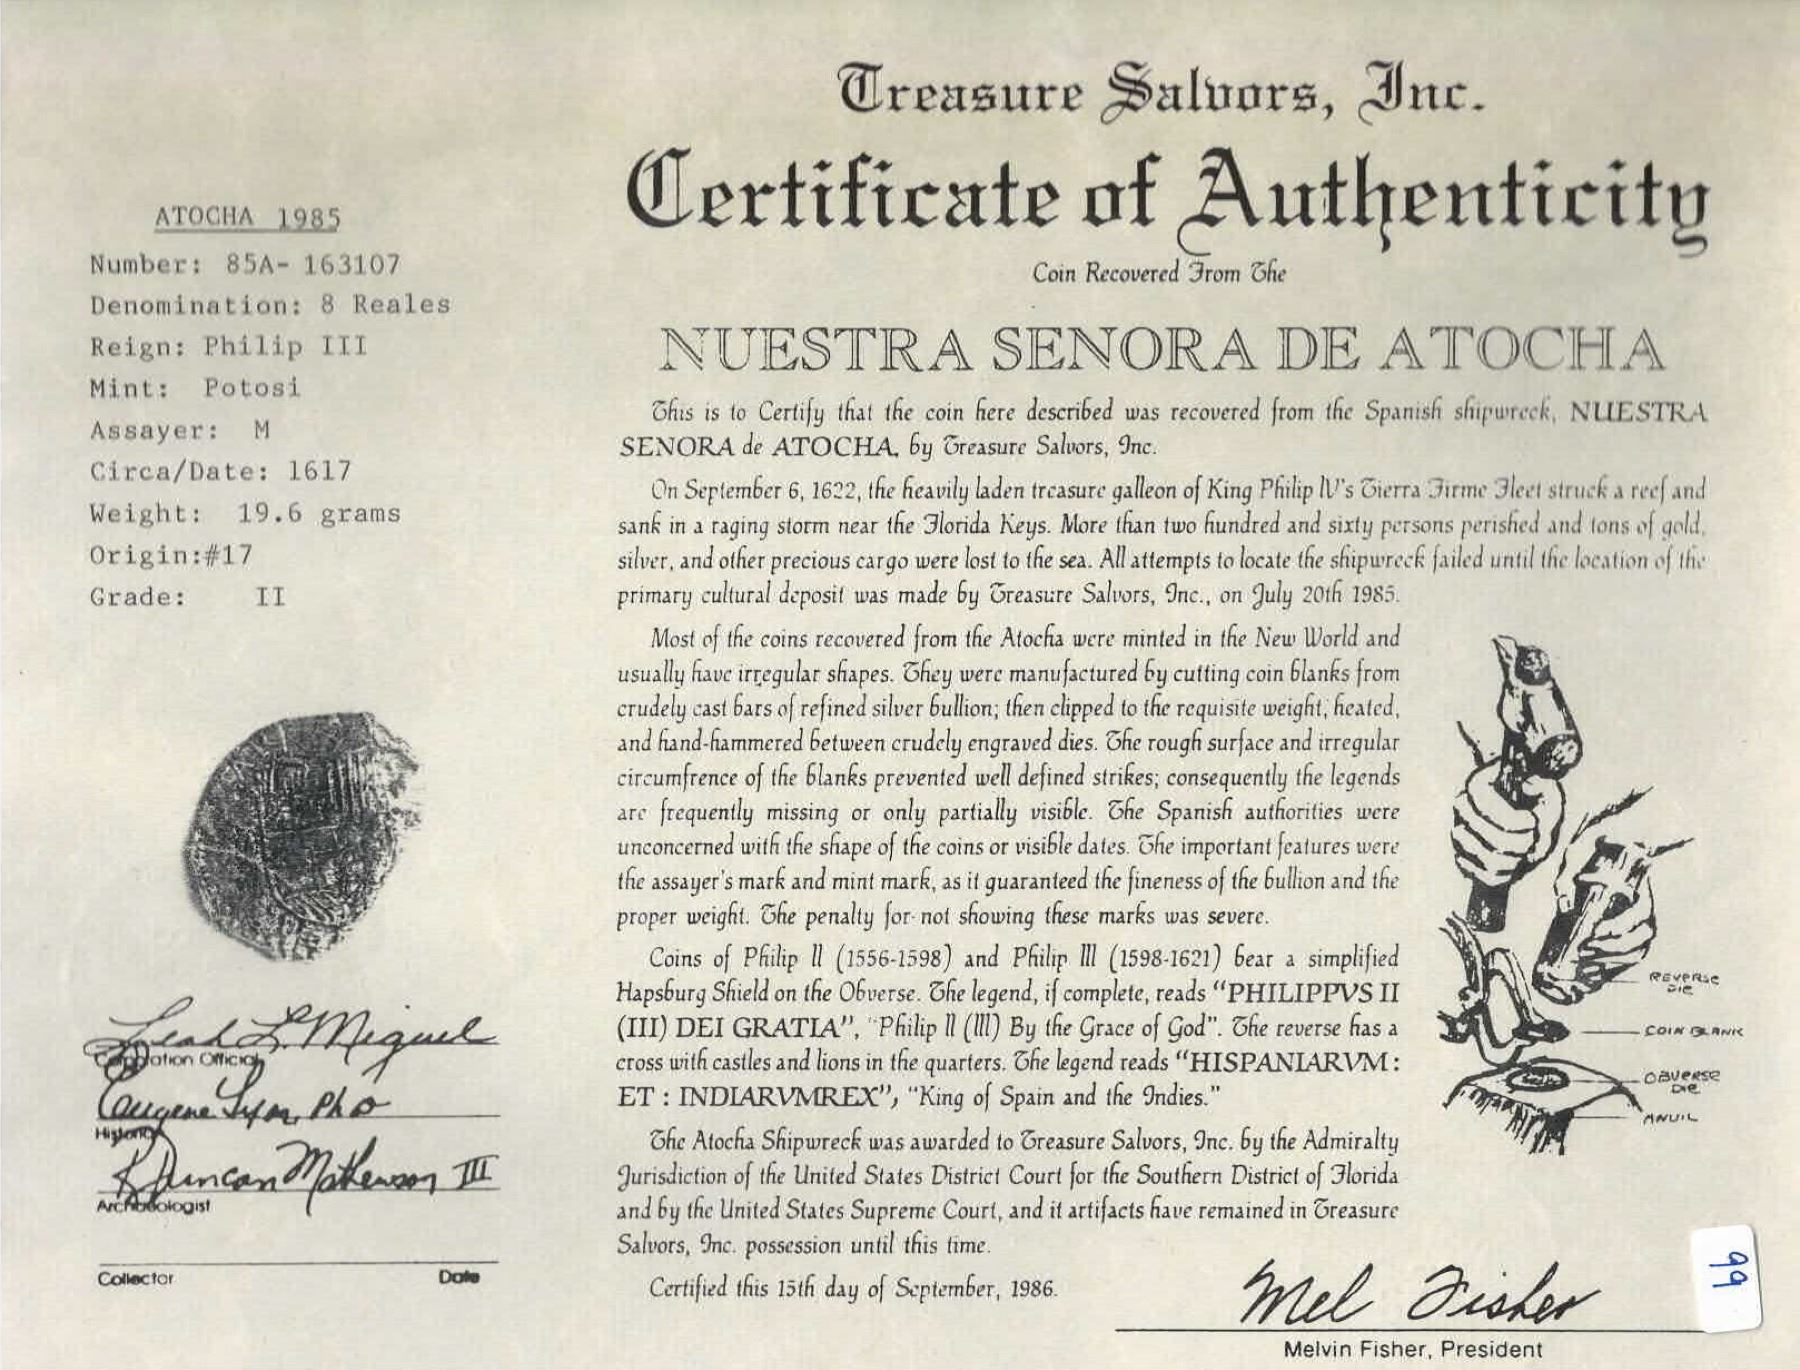 Treasure Salvors, Inc.
Certificate of Authenticity
Coin Recovered From The
NUESTRA SENORA DE ATOCHA
ATOCHA 1985
Number: 85A- 163107
Denomination: 8 Reales
Reign: Philip III
Mint: Potosi
Assayer: M
Circa/Date: 1617
Weight: 19.6 grams
Origin:#17
Grade: II
This is to Certify that the coin here described was recovered from the Spanish shipwreck, NUESTRA
SENORA de ATOCHA, by Treasure Salvors, Inc.
On September 6, 1622, the heavily laden treasure galleon of King Philip IV's Tierra Firme Fleet struck a reef and
sank in a raging storm near the Florida Keys. More than two hundred and sixty persons perished and tons of gold,
silver, and other precious cargo were lost to the sea. All attempts to locate the shipwreck failed until the location of the
primary cultural deposit was made by Treasure Salvors, Inc., on July 20th 1985.
Most of the coins recovered from the Atocha were minted in the New World and
usually have irregular shapes. They were manufactured by cutting coin blanks from
crudely cast bars of refined silver bullion; then clipped to the requisite weight, heated,
and hand-hammered between crudely engraved dies. The rough surface and irregular
circumfrence of the blanks prevented well defined strikes; consequently the legends
are frequently missing or only partially visible. The Spanish authorities were
unconcerned with the shape of the coins or visible dates. The important features were
the assayer's mark and mint mark, as it guaranteed the fineness of the bullion and the
proper weight. The penalty for not showing these marks was severe.
Coins of Philip II (1556-1598) and Philip III (1598-1621) bear a simplified
Hapsburg Shield on the Obverse. The legend, if complete, reads "PHILIPPVS II
(III) DEI GRATIA", "Philip II (III) By the Grace of God". The reverse has a
cross with castles and lions in the quarters. The legend reads "HISPANIARVM :
ET : INDIARVMREX", "King of Spain and the Indies."
The Atocha Shipwreck was awarded to Treasure Salvors, Inc. by the Admiralty
Jurisdiction of the United States District Court for the Southern District of Florida
and by the United States Supreme Court, and it artifacts have remained in Treasure
Salvors, Inc. possession until this time.
Certified this 15th day of September, 1986.
REVERSE
DIE
COIN BLANK
OBVERSE
DIE
ANVIL
Leah L. Miguel
Official
Eugene Lyon, PhD
Historian
R. Duncan Mathewson III
Archaeologist
Collector Date
Mel Fisher
Melvin Fisher, President
99